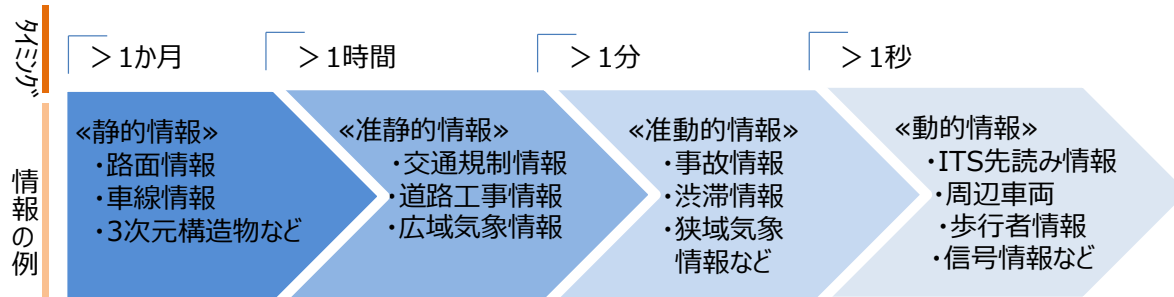 タイミング
＞1か月
＞1時間
＞1分
＞1秒
情報の例
≪静的情報≫
・路面情報
・車線情報
・3次元構造物など
≪准静的情報≫
・交通規制情報
・道路工事情報
・広域気象情報
≪准動的情報≫
・事故情報
・渋滞情報
・狭域気象
情報など
≪動的情報≫
・ITS先読み情報
・周辺車両
・歩行者情報
・信号情報など